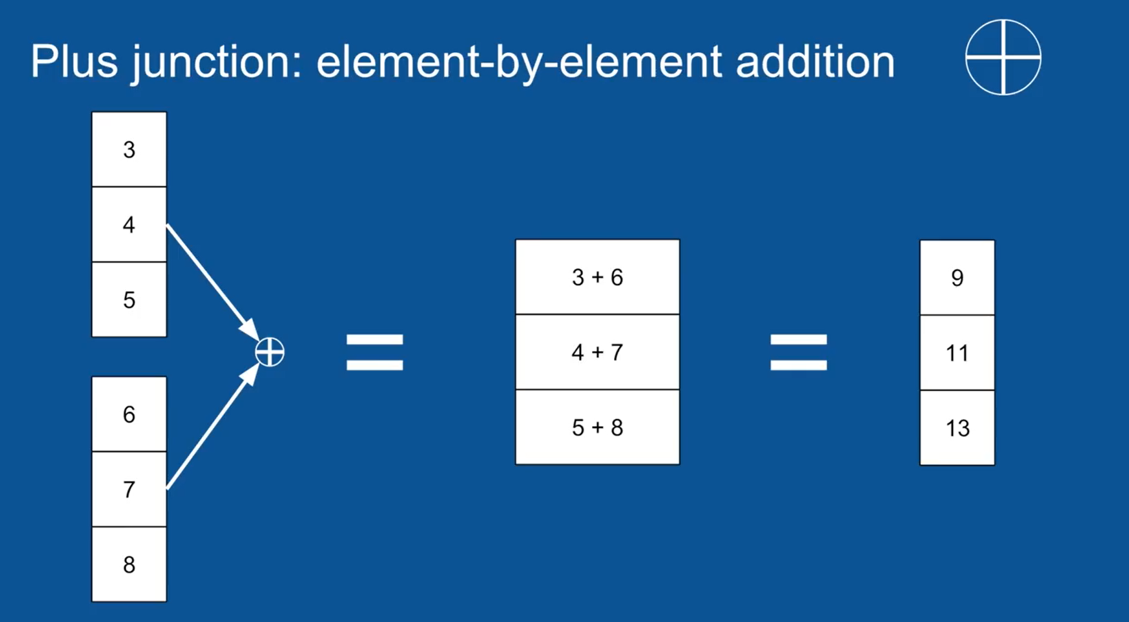 Plus junction: element-by-element addition
3
4
5
6
7
8
=
3 + 6
4 + 7
5 + 8
=
9
11
13